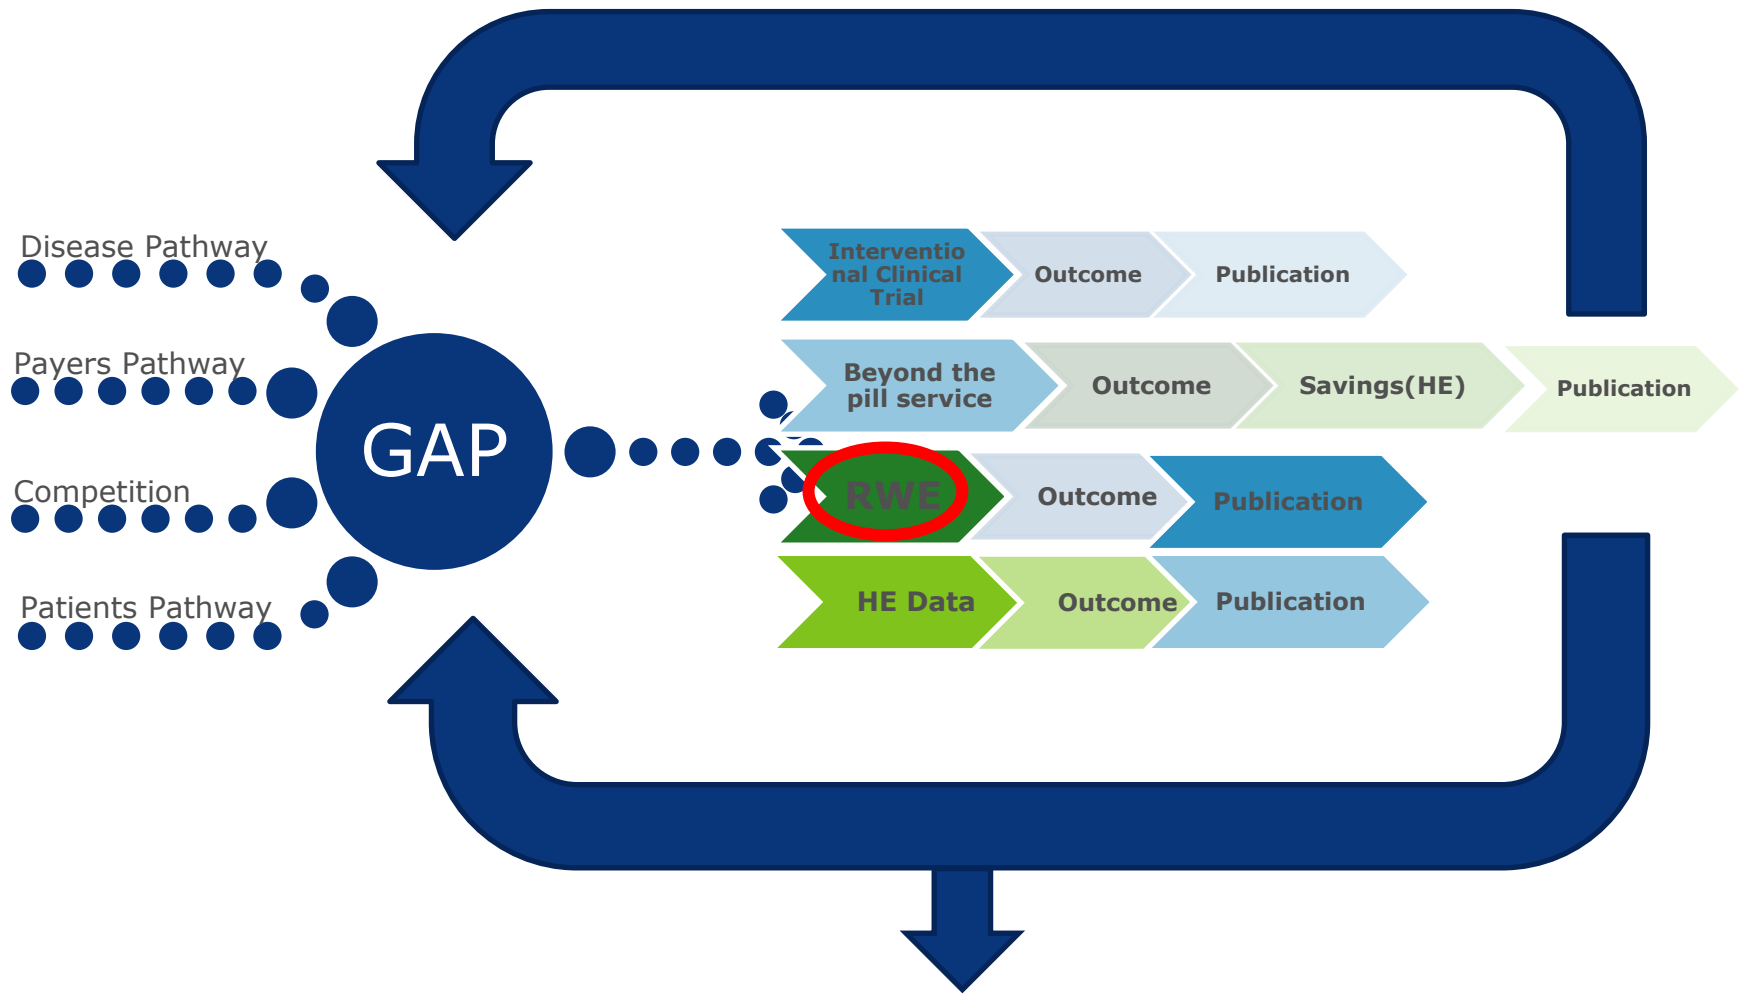 Disease Pathway
Payers Pathway
Competition
Patients Pathway
GAP
Interventio
nal Clinical
Trial
Outcome
Publication
Beyond the
pill service
Outcome
Savings(HE)
Publication
RWE
Outcome
Publication
HE Data
Outcome
Publication